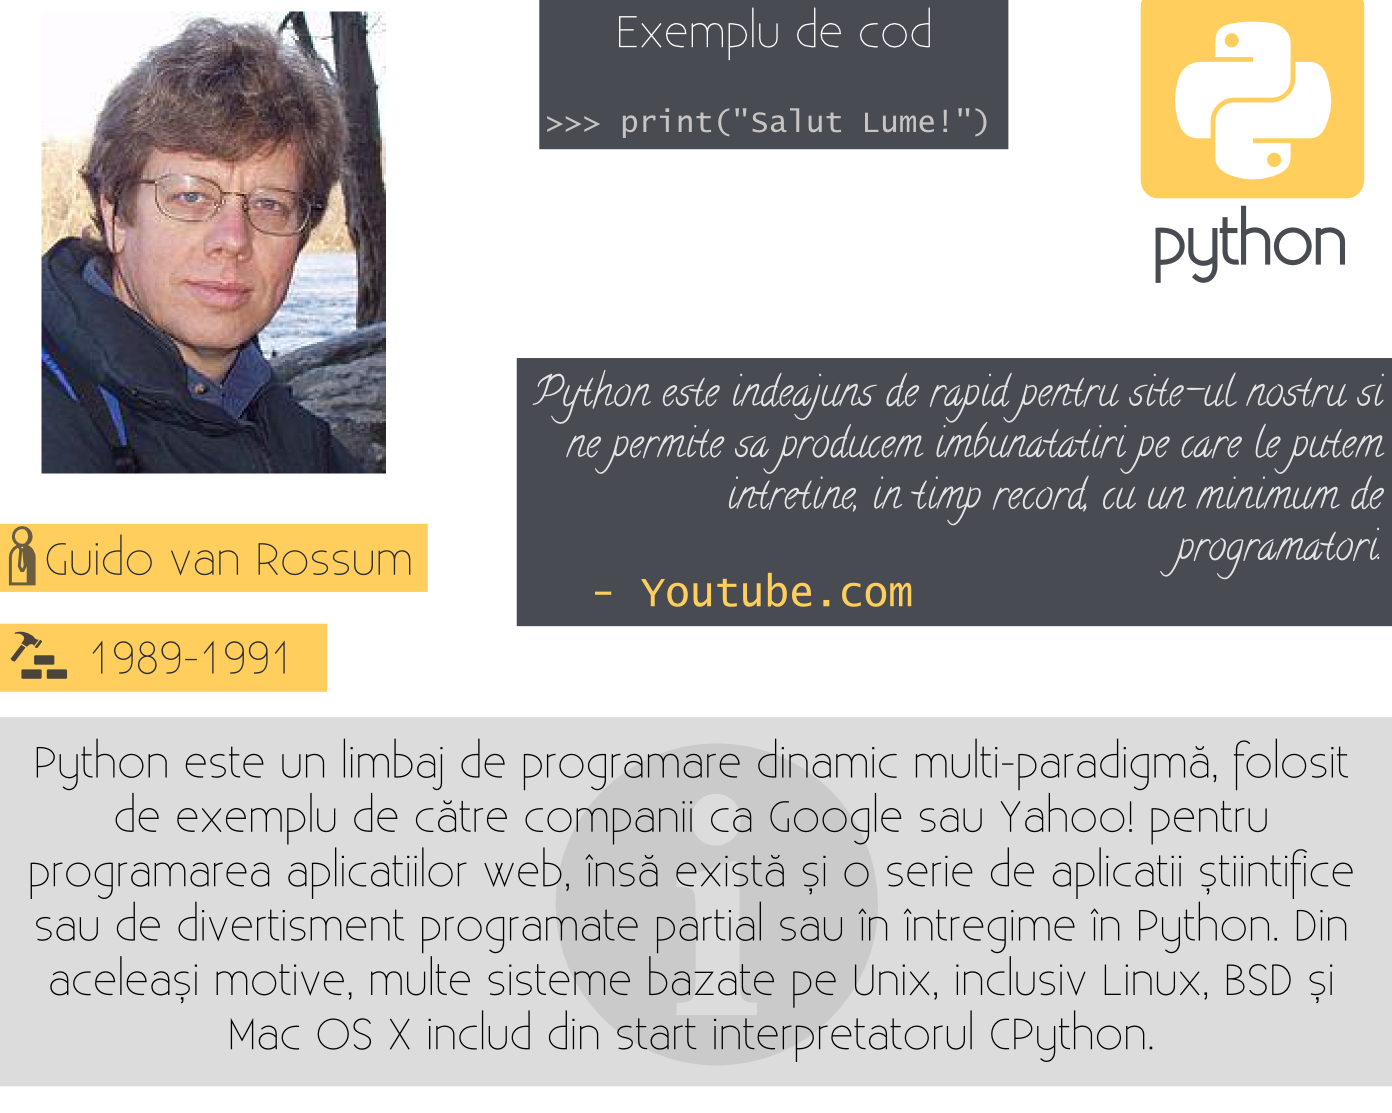 Exemplu de cod
>>> print("Salut Lume!")
python
Python este indeajuns de rapid pentru site-ul nostru si
ne permite sa producem imbunatatiri pe care le putem
intretine, in timp record, cu un minimum de
programatori.
- Youtube.com
Guido van Rossum
1989-1991
Python este un limbaj de programare dinamic multi-paradigmă, folosit
de exemplu de către companii ca Google sau Yahoo! pentru
programarea aplicatiilor web, însă există și o serie de aplicatii știintifice
sau de divertisment programate partial sau în întregime în Python. Din
aceleași motive, multe sisteme bazate pe Unix, inclusiv Linux, BSD și
Mac OS X includ din start interpretatorul CPython.